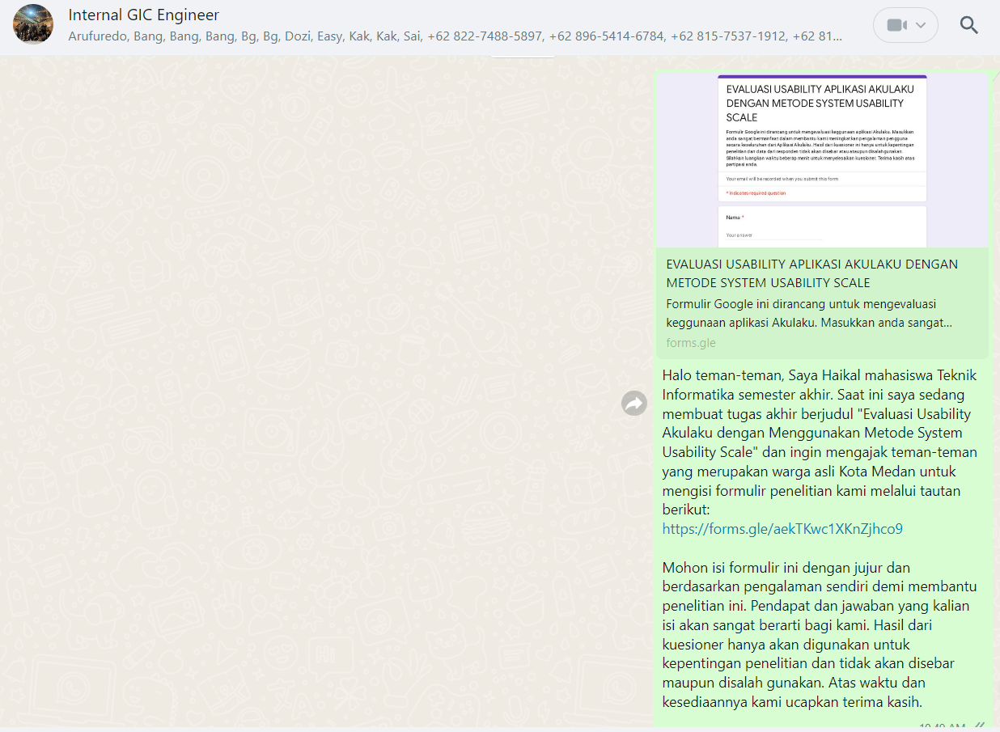 Internal GIC Engineer
Arufuredo, Bang, Bang, Bang, Bg, Bg, Dozi, Easy, Kak, Kak, Sai, +62 822-7488-5897, +62 896-5414-6784, +62 815-7537-1912, +62 81...
EVALUASI USABILITY APLIKASI AKULAKU
DENGAN METODE SYSTEM USABILITY
SCALE
Formulir Google ini dirancang untuk mengevaluasi keggunaan aplikasi Akulaku. Masukkan
anda sangat bermanfaat dalam membantu kami meningkatkan pengalaman pengguna
secara keseluruhan dari Aplikasi Akulaku. Hasil dari kuesioner ini hanya untuk kepentingan
penelitian dan data dari responden tidak akan disebar atau ataupun disalahgunakan
Silahkan luangkan waktu beberap menit untuk menyelesaikan kuesioner. Terima kasih atas
partipasi anda.
Your email will be recorded when you submit this form
* Indicates required question
Nama *
Your answer
EVALUASI USABILITY APLIKASI AKULAKU DENGAN
METODE SYSTEM USABILITY SCALE
Formulir Google ini dirancang untuk mengevaluasi
keggunaan aplikasi Akulaku. Masukkan anda sangat...
forms.gle
Halo teman-teman, Saya Haikal mahasiswa Teknik
Informatika semester akhir. Saat ini saya sedang
membuat tugas akhir berjudul "Evaluasi Usability
Akulaku dengan Menggunakan Metode System
Usability Scale" dan ingin mengajak teman-teman
yang merupakan warga asli Kota Medan untuk
mengisi formulir penelitian kami melalui tautan
berikut:
https://forms.gle/aekTKwc1XKnZjhco9
Mohon isi formulir ini dengan jujur dan
berdasarkan pengalaman sendiri demi membantu
penelitian ini. Pendapat dan jawaban yang kalian
isi akan sangat berarti bagi kami. Hasil dari
kuesioner hanya akan digunakan untuk
kepentingan penelitian dan tidak akan disebar
maupun disalah gunakan. Atas waktu dan
kesediaannya kami ucapkan terima kasih.